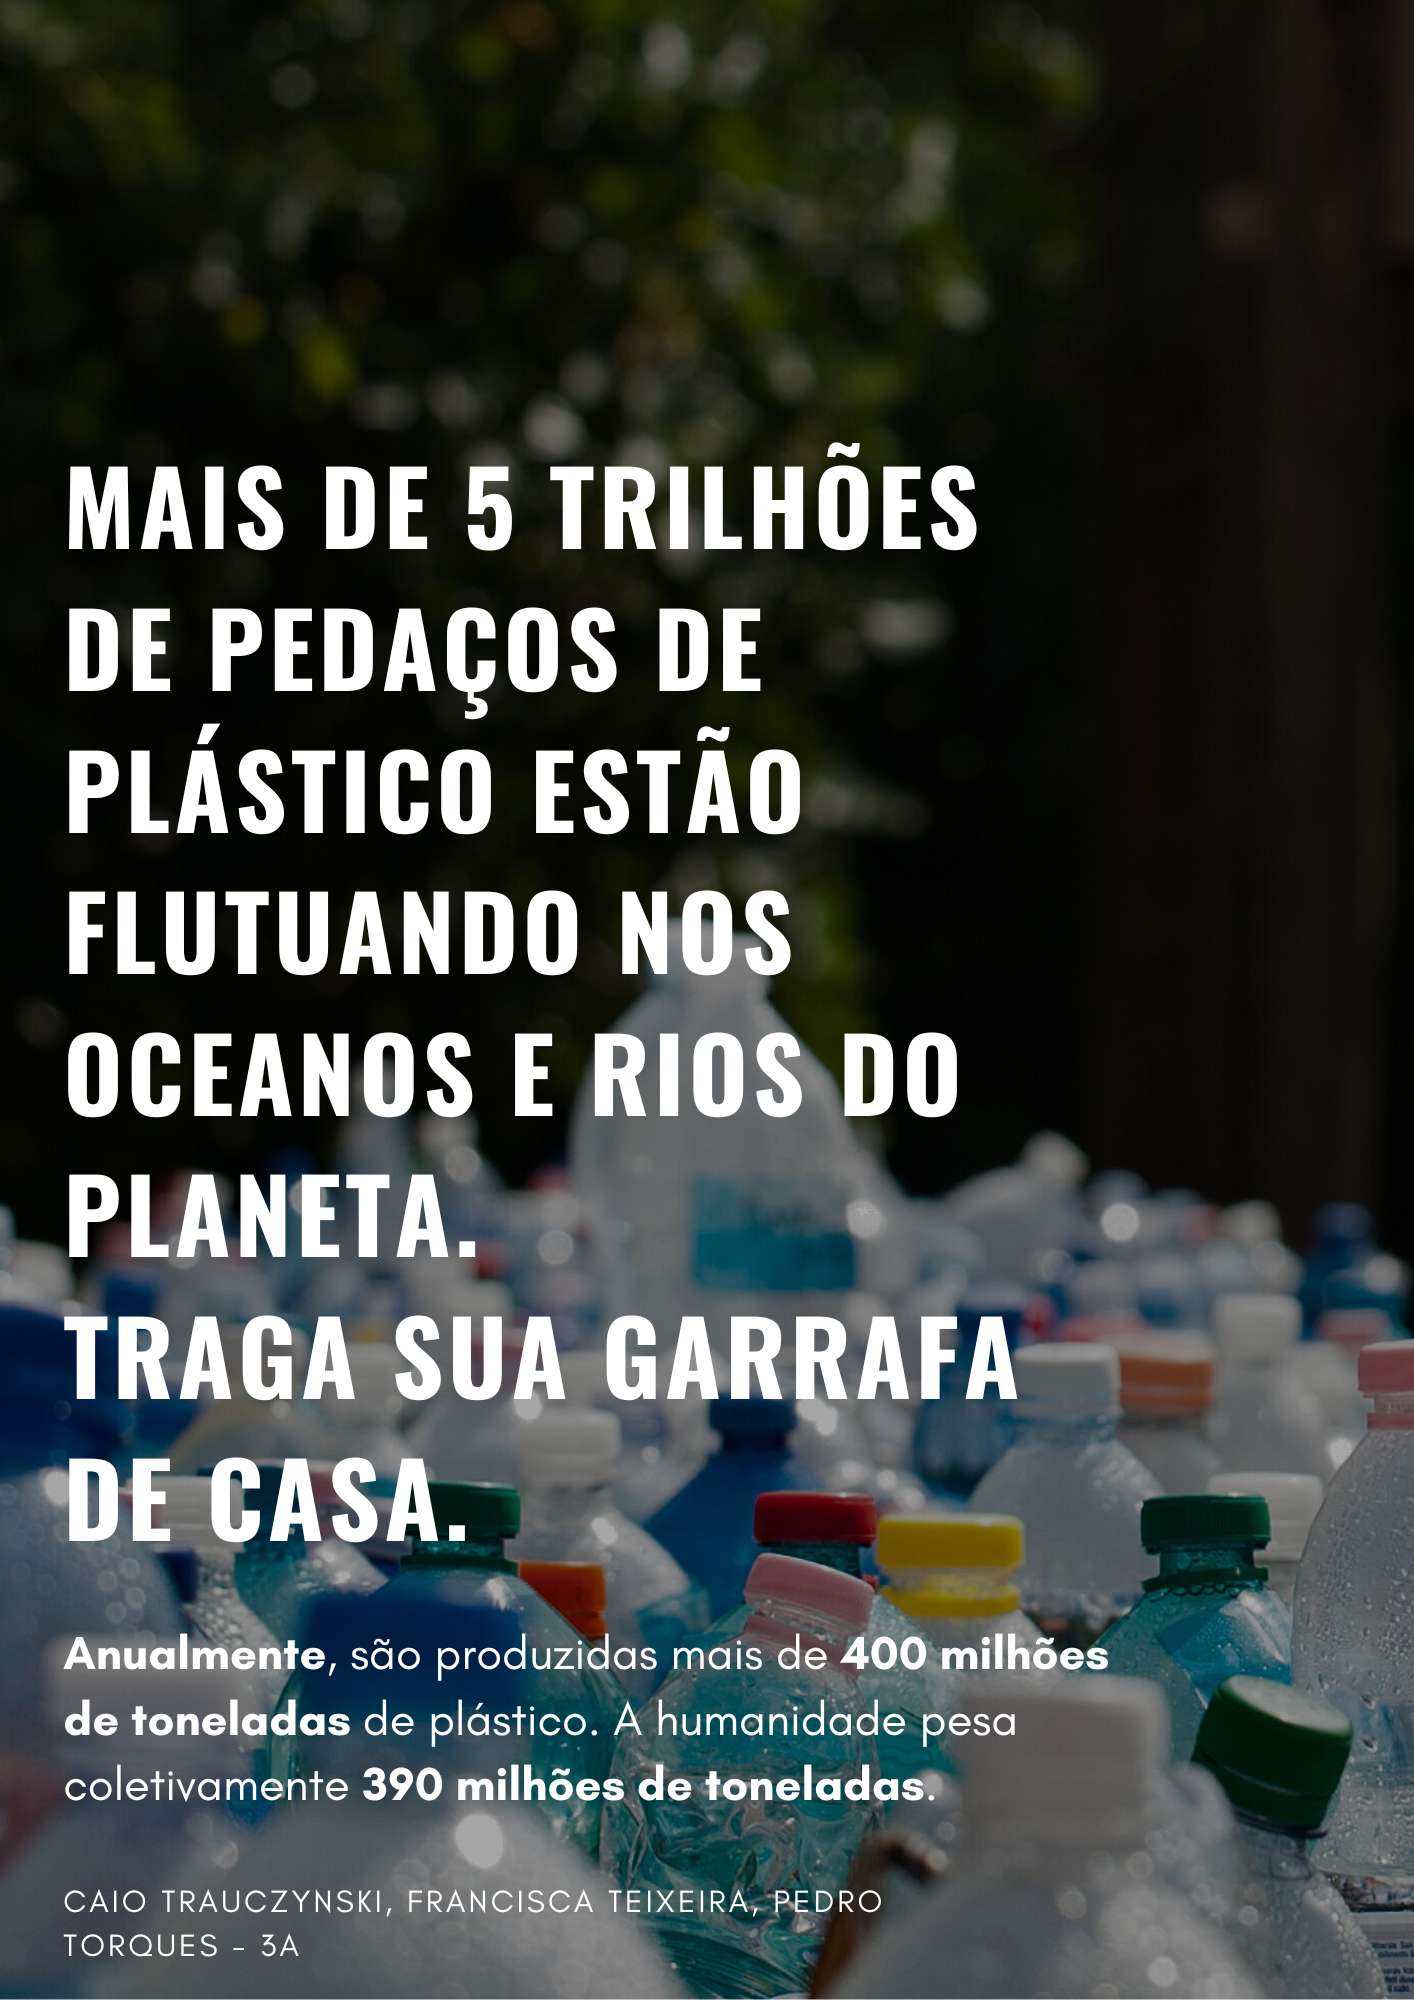 MAIS DE 5 TRILHÕES
DE PEDAÇOS DE
PLÁSTICO ESTÃO
FLUTUANDO NOS
OCEANOS E RIOS DO
PLANETA.
TRAGA SUA GARRAFA
DE CASA.
Anualmente, são produzidas mais de 400 milhões
de toneladas de plástico. A humanidade pesa
coletivamente 390 milhões de toneladas.
CAIO TRAUCZYNSKI, FRANCISCA TEIXEIRA, PEDRO
TORQUES - 3A